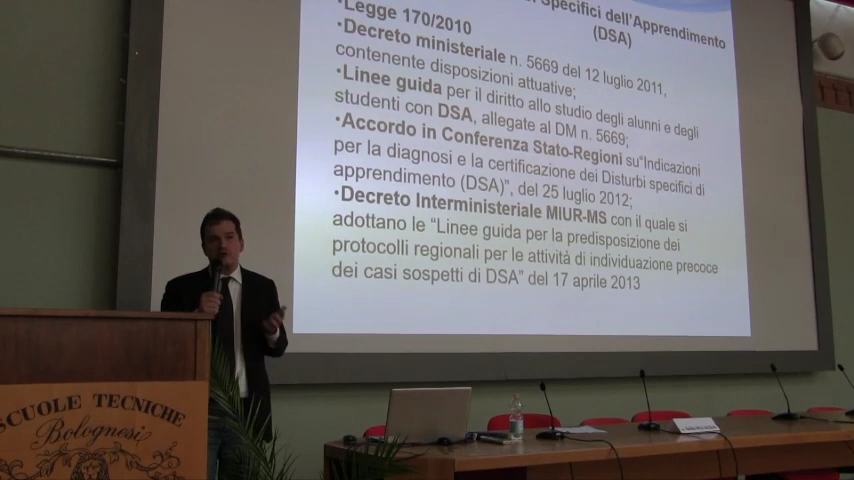 Specifici dell'Apprendimento
(DSA)
•Legge 170/2010
•Decreto ministeriale n. 5669 del 12 luglio 2011,
contenente disposizioni attuative;
•Linee guida per il diritto allo studio degli alunni e degli
studenti con DSA, allegate al DM n. 5669;
•Accordo in Conferenza Stato-Regioni su"Indicazioni
per la diagnosi e la certificazione dei Disturbi specifici di
apprendimento (DSA)", del 25 luglio 2012;
•Decreto Interministeriale MIUR-MS con il quale si
adottano le "Linee guida per la predisposizione dei
protocolli regionali per le attività di individuazione precoce
dei casi sospetti di DSA" del 17 aprile 2013
SCUOLE TECNICHE
Bolognesi